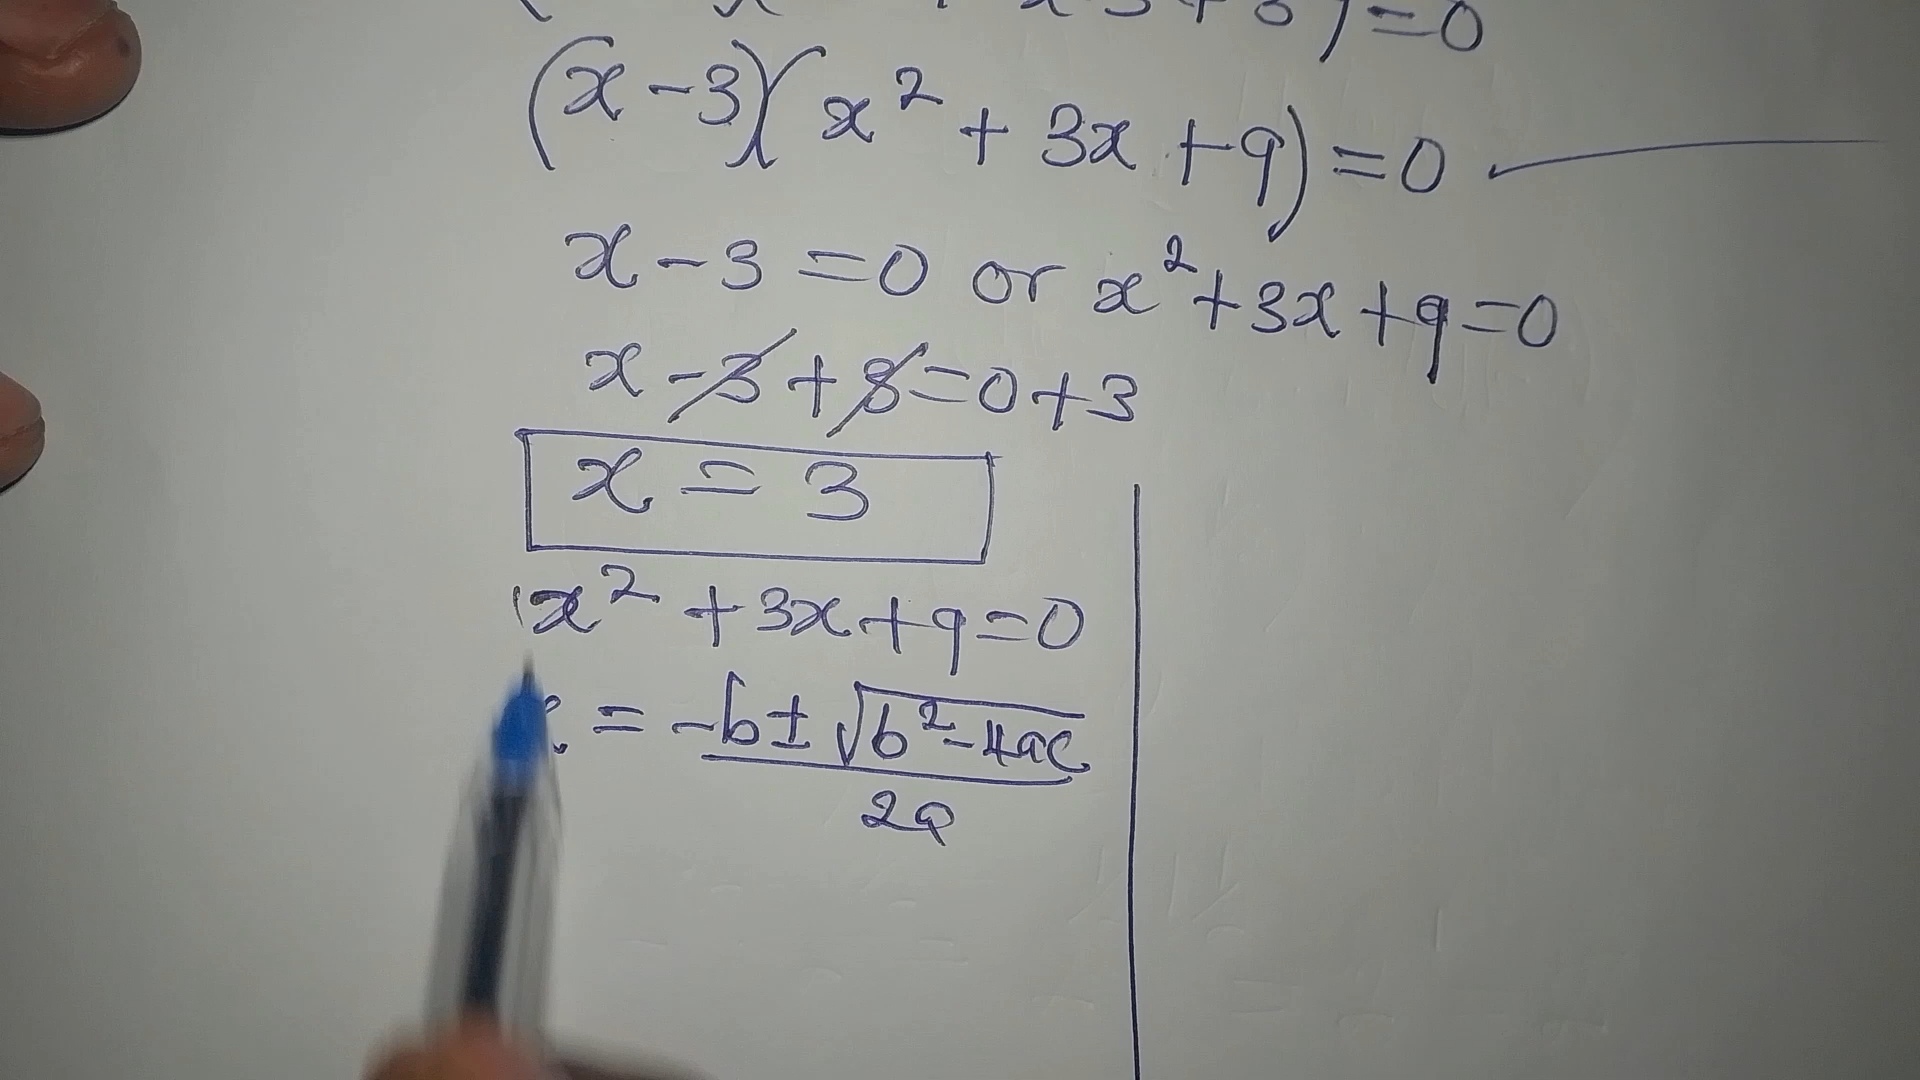 (x-3)(x²+3x+9)=0
x-3=0 or x²+3x+9=0
x-3+3=0+3
x=3
1x²+3x+9=0
= -b±√b²-4ac
2a